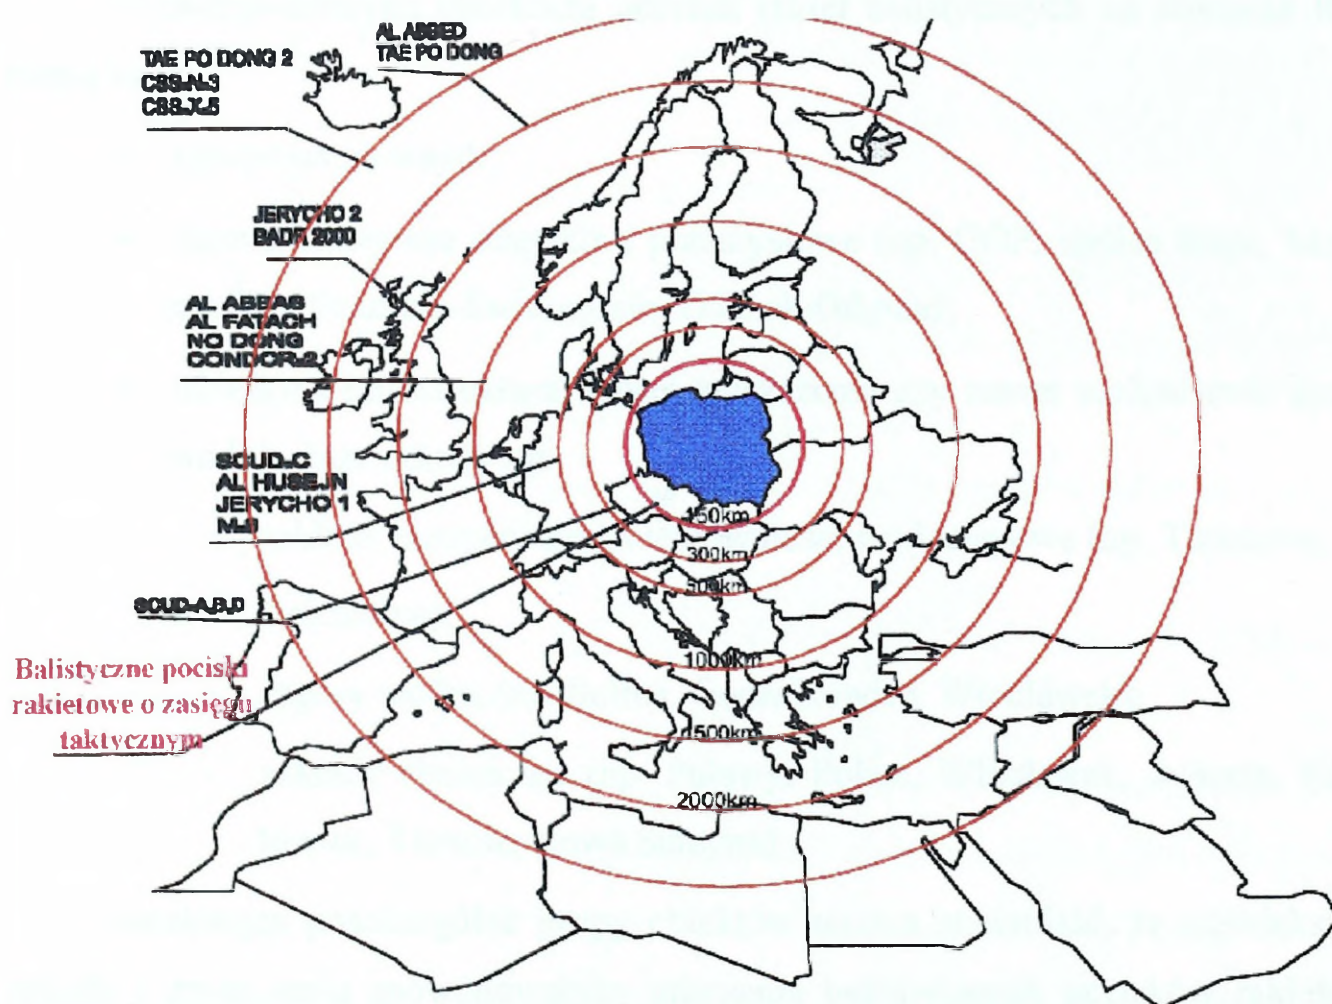 TAE PO DONG 2
CSS-N-3
CSS-X-5
AL ABBED
TAE PO DONG
JERYCHO 2
BADR 2000
AL ABBAS
AL FATACH
NO DONG
CONDOR-2
SCUD-C
AL HUSEJN
JERYCHO 1
M-9
SCUD-A,B,D
Balistyczne pociski
rakietowe o zasięgu
taktycznym
150km
300km
500km
1000km
1500km
2000km